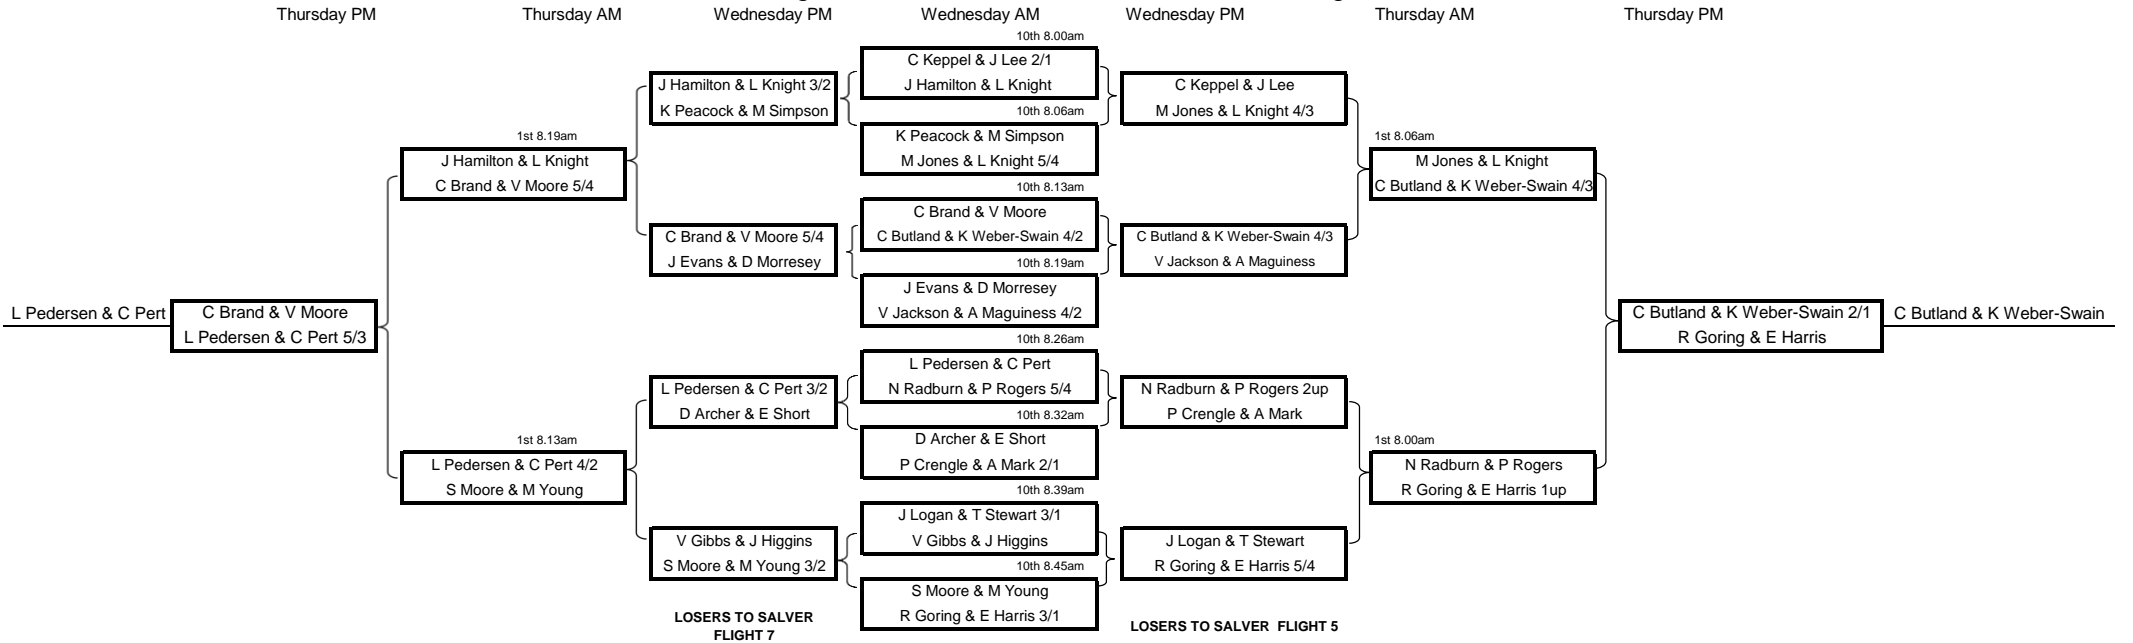 Thursday PM
Thursday AM
Wednesday PM
Wednesday AM
Wednesday PM
Thursday AM
Thursday PM
10th 8.00am
C Keppel & J Lee 2/1
J Hamilton & L Knight
J Hamilton & L Knight 3/2
K Peacock & M Simpson
C Keppel & J Lee
M Jones & L Knight 4/3
10th 8.06am
K Peacock & M Simpson
M Jones & L Knight 5/4
1st 8.19am
J Hamilton & L Knight
C Brand & V Moore 5/4
1st 8.06am
M Jones & L Knight
C Butland & K Weber-Swain 4/3
10th 8.13am
C Brand & V Moore
C Butland & K Weber-Swain 4/2
C Brand & V Moore 5/4
J Evans & D Morresey
C Butland & K Weber-Swain 4/3
V Jackson & A Maguiness
10th 8.19am
J Evans & D Morresey
V Jackson & A Maguiness 4/2
L Pedersen & C Pert
C Brand & V Moore
L Pedersen & C Pert 5/3
C Butland & K Weber-Swain 2/1
R Goring & E Harris
C Butland & K Weber-Swain
10th 8.26am
L Pedersen & C Pert
N Radburn & P Rogers 5/4
L Pedersen & C Pert 3/2
D Archer & E Short
N Radburn & P Rogers 2up
P Crengle & A Mark
10th 8.32am
D Archer & E Short
P Crengle & A Mark 2/1
1st 8.13am
L Pedersen & C Pert 4/2
S Moore & M Young
1st 8.00am
N Radburn & P Rogers
R Goring & E Harris 1up
10th 8.39am
J Logan & T Stewart 3/1
V Gibbs & J Higgins
V Gibbs & J Higgins
S Moore & M Young 3/2
J Logan & T Stewart
R Goring & E Harris 5/4
10th 8.45am
S Moore & M Young
R Goring & E Harris 3/1
LOSERS TO SALVER
FLIGHT 7
LOSERS TO SALVER FLIGHT 5